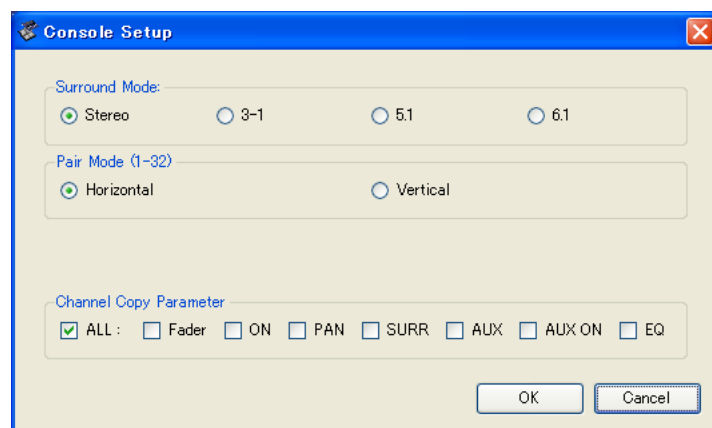 Console Setup
Surround Mode:
Stereo 3-1 5.1 6.1
Pair Mode (1-32)
Horizontal Vertical
Channel Copy Parameter
ALL : Fader ON PAN SURR AUX AUX ON EQ
OK Cancel